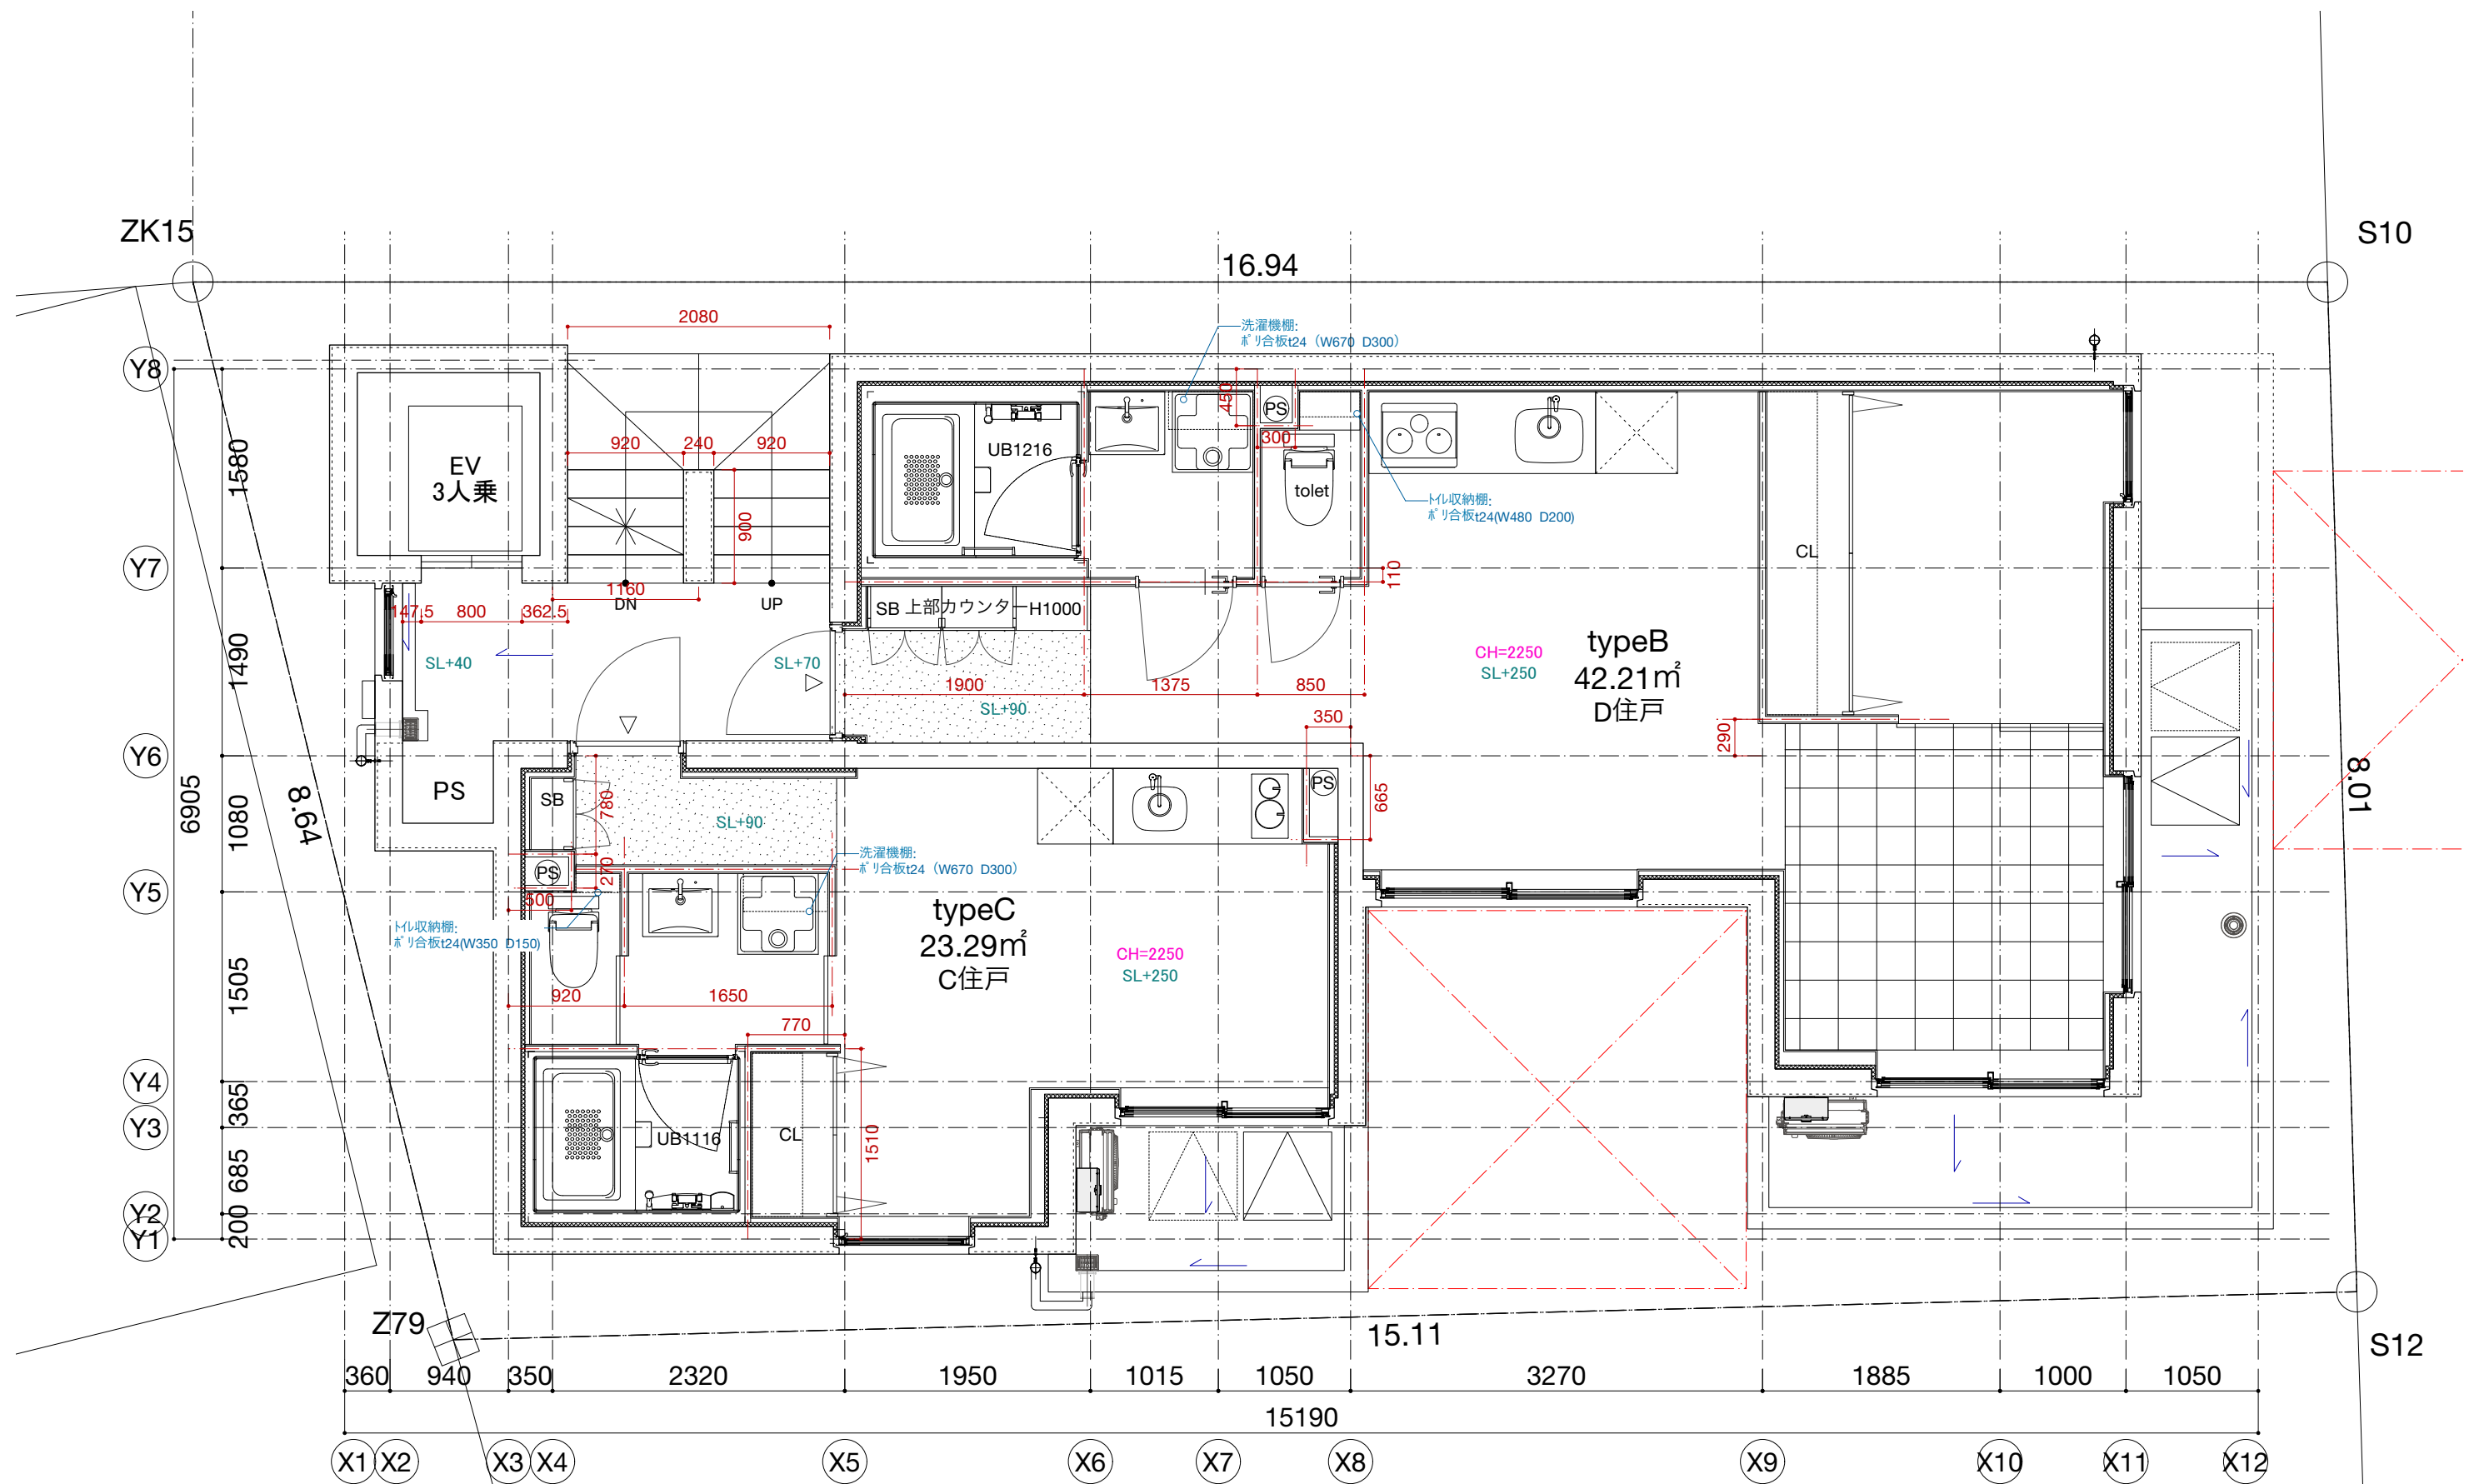 ZK15
S10
16.94
2080
洗濯機棚:
ポリ合板t24（W670 D300）
Y8
450
PS
920
240
920
300
UB1216
1580
EV
3人乗
tolet
トイレ収納棚:
ポリ合板t24(W480 D200)
900
CL
Y7
110
1160
DN
UP
147.5
800
362.5
SB 上部カウンターH1000
1490
SL+40
SL+70
CH=2250
SL+250
typeB
42.21㎡
D住戸
1900
1375
850
SL+90
350
290
Y6
PS
SB
780
PS
665
8.01
6905
8.64
1080
SL+90
洗濯機棚:
ポリ合板t24（W670 D300）
270
PS
Y5
500
トイレ収納棚:
ポリ合板t24(W350 D150)
typeC
23.29㎡
C住戸
CH=2250
SL+250
1505
920
1650
770
Y4
365
Y3
UB1116
CL
1510
685
Y2
200
Y1
Z79
15.11
S12
360
940
350
2320
1950
1015
1050
3270
1885
1000
1050
15190
X1
X2
X3
X4
X5
X6
X7
X8
X9
X10
X11
X12